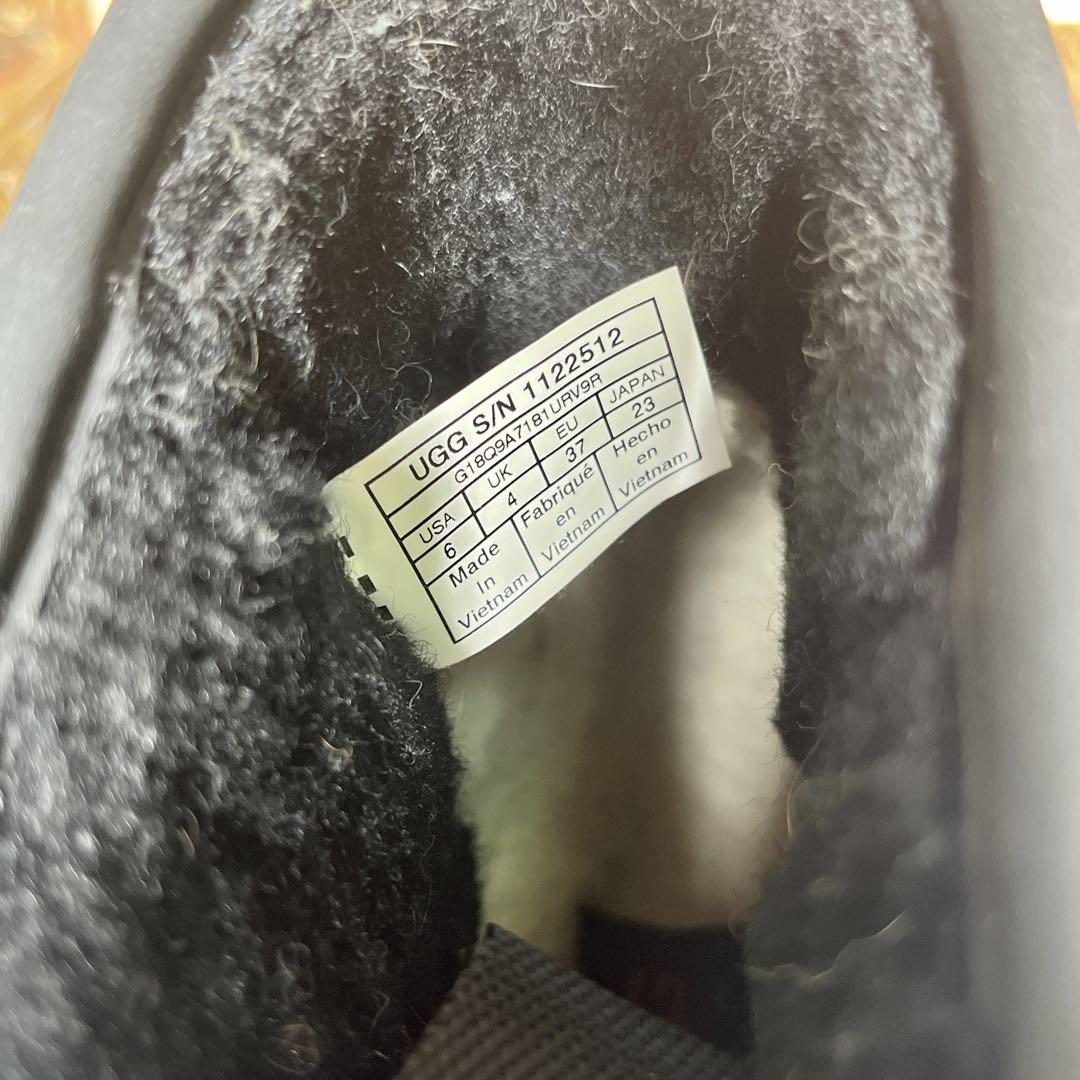 UGG S/N 1122512
G18Q9A7181URV9R
USA UK EU JAPAN
6 4 37 23
Made In Vietnam
Fabriqué en Vietnam
Hecho en Vietnam